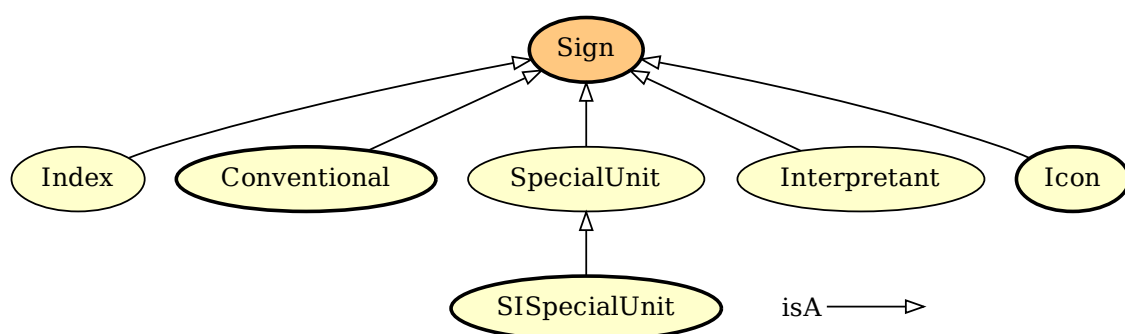 Sign
Index
Conventional
SpecialUnit
Interpretant
Icon
SISpecialUnit
isA